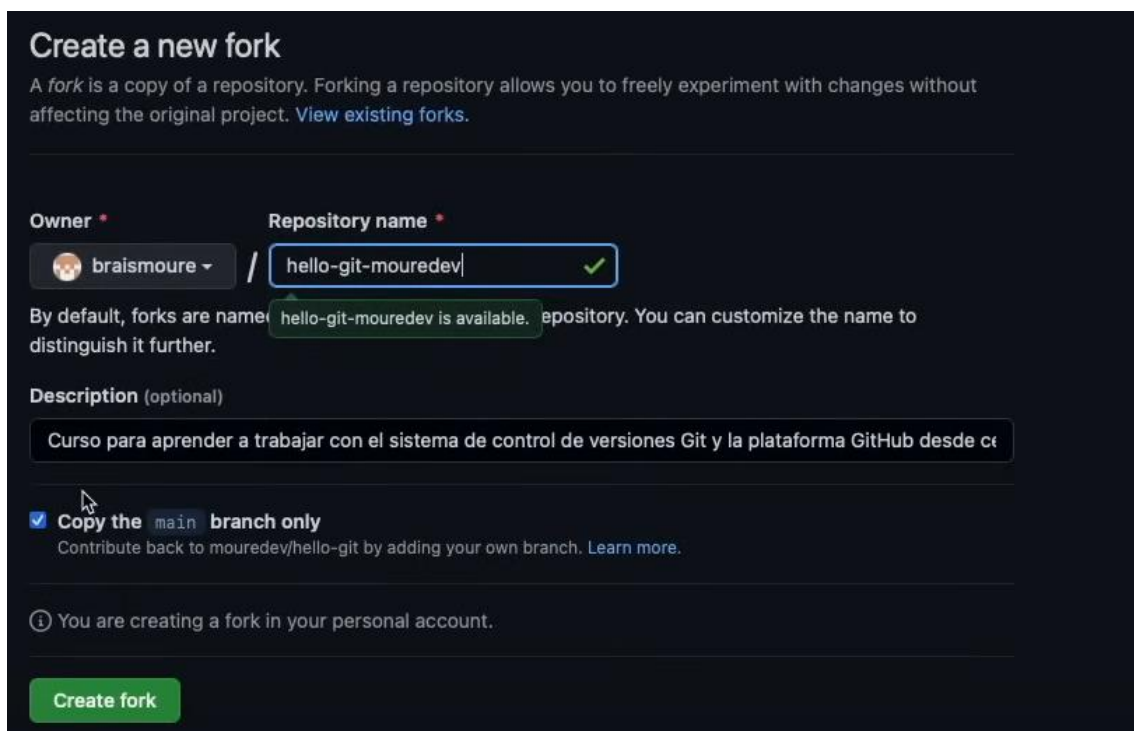 Create a new fork
A fork is a copy of a repository. Forking a repository allows you to freely experiment with changes without
affecting the original project. View existing forks.
Owner *
Repository name *
braismoure
/
hello-git-mouredev
By default, forks are name
hello-git-mouredev is available.
epository. You can customize the name to
distinguish it further.
Description (optional)
Curso para aprender a trabajar con el sistema de control de versiones Git y la plataforma GitHub desde ce
Copy the main branch only
Contribute back to mouredev/hello-git by adding your own branch. Learn more.
You are creating a fork in your personal account.
Create fork